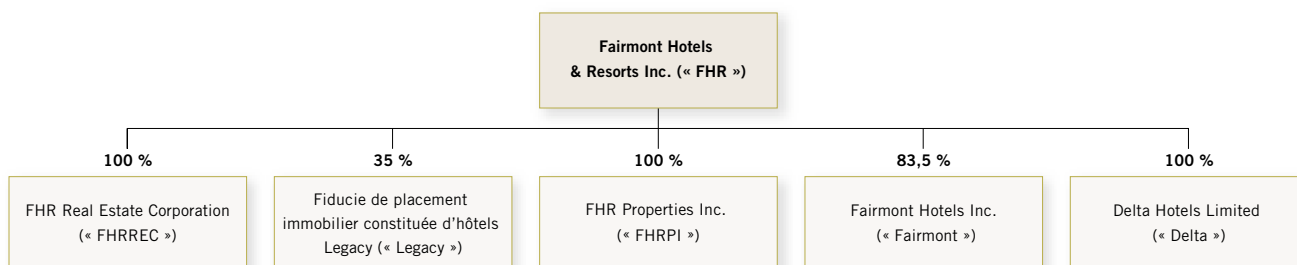 Fairmont Hotels
& Resorts Inc. (« FHR »)
100 %
35 %
100 %
83,5 %
100 %
FHR Real Estate Corporation
(« FHRREC »)
Fiducie de placement
immobilier constituée d’hôtels
Legacy (« Legacy »)
FHR Properties Inc.
(« FHRPI »)
Fairmont Hotels Inc.
(« Fairmont »)
Delta Hotels Limited
(« Delta »)